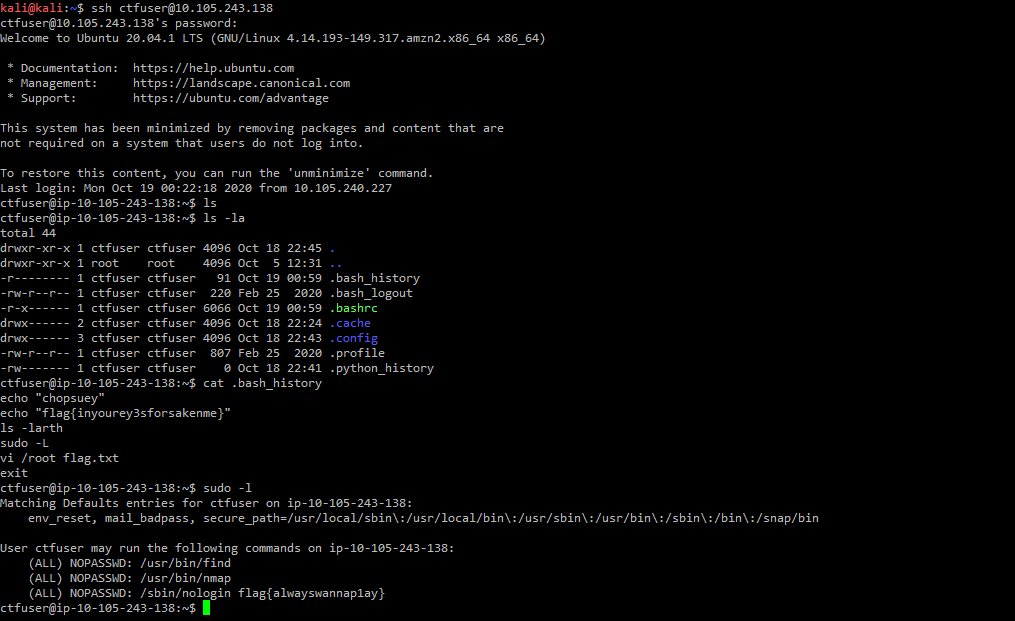 kali@kali:~$ ssh ctfuser@10.105.243.138
ctfuser@10.105.243.138's password:
Welcome to Ubuntu 20.04.1 LTS (GNU/Linux 4.14.193-149.317.amzn2.x86_64 x86_64)
* Documentation:  https://help.ubuntu.com
* Management:     https://landscape.canonical.com
* Support:        https://ubuntu.com/advantage
This system has been minimized by removing packages and content that are
not required on a system that users do not log into.
To restore this content, you can run the 'unminimize' command.
Last login: Mon Oct 19 00:22:18 2020 from 10.105.240.227
ctfuser@ip-10-105-243-138:~$ ls
ctfuser@ip-10-105-243-138:~$ ls -la
total 44
drwxr-xr-x 1 ctfuser ctfuser 4096 Oct 18 22:45 .
drwxr-xr-x 1 root    root    4096 Oct  5 12:31 ..
-r-------- 1 ctfuser ctfuser   91 Oct 19 00:59 .bash_history
-rw-r--r-- 1 ctfuser ctfuser  220 Feb 25  2020 .bash_logout
-r-x------ 1 ctfuser ctfuser 6066 Oct 19 00:59 .bashrc
drwx------ 2 ctfuser ctfuser 4096 Oct 18 22:24 .cache
drwx------ 3 ctfuser ctfuser 4096 Oct 18 22:43 .config
-rw-r--r-- 1 ctfuser ctfuser  807 Feb 25  2020 .profile
-rw------- 1 ctfuser ctfuser    0 Oct 18 22:41 .python_history
ctfuser@ip-10-105-243-138:~$ cat .bash_history
echo "chopsuey"
echo "flag{inyourey3sforsakenme}"
ls -larth
sudo -L
vi /root flag.txt
exit
ctfuser@ip-10-105-243-138:~$ sudo -l
Matching Defaults entries for ctfuser on ip-10-105-243-138:
    env_reset, mail_badpass, secure_path=/usr/local/sbin\:/usr/local/bin\:/usr/sbin\:/usr/bin\:/sbin\:/bin\:/snap/bin
User ctfuser may run the following commands on ip-10-105-243-138:
    (ALL) NOPASSWD: /usr/bin/find
    (ALL) NOPASSWD: /usr/bin/nmap
    (ALL) NOPASSWD: /sbin/nologin flag{alwayswannap1ay}
ctfuser@ip-10-105-243-138:~$